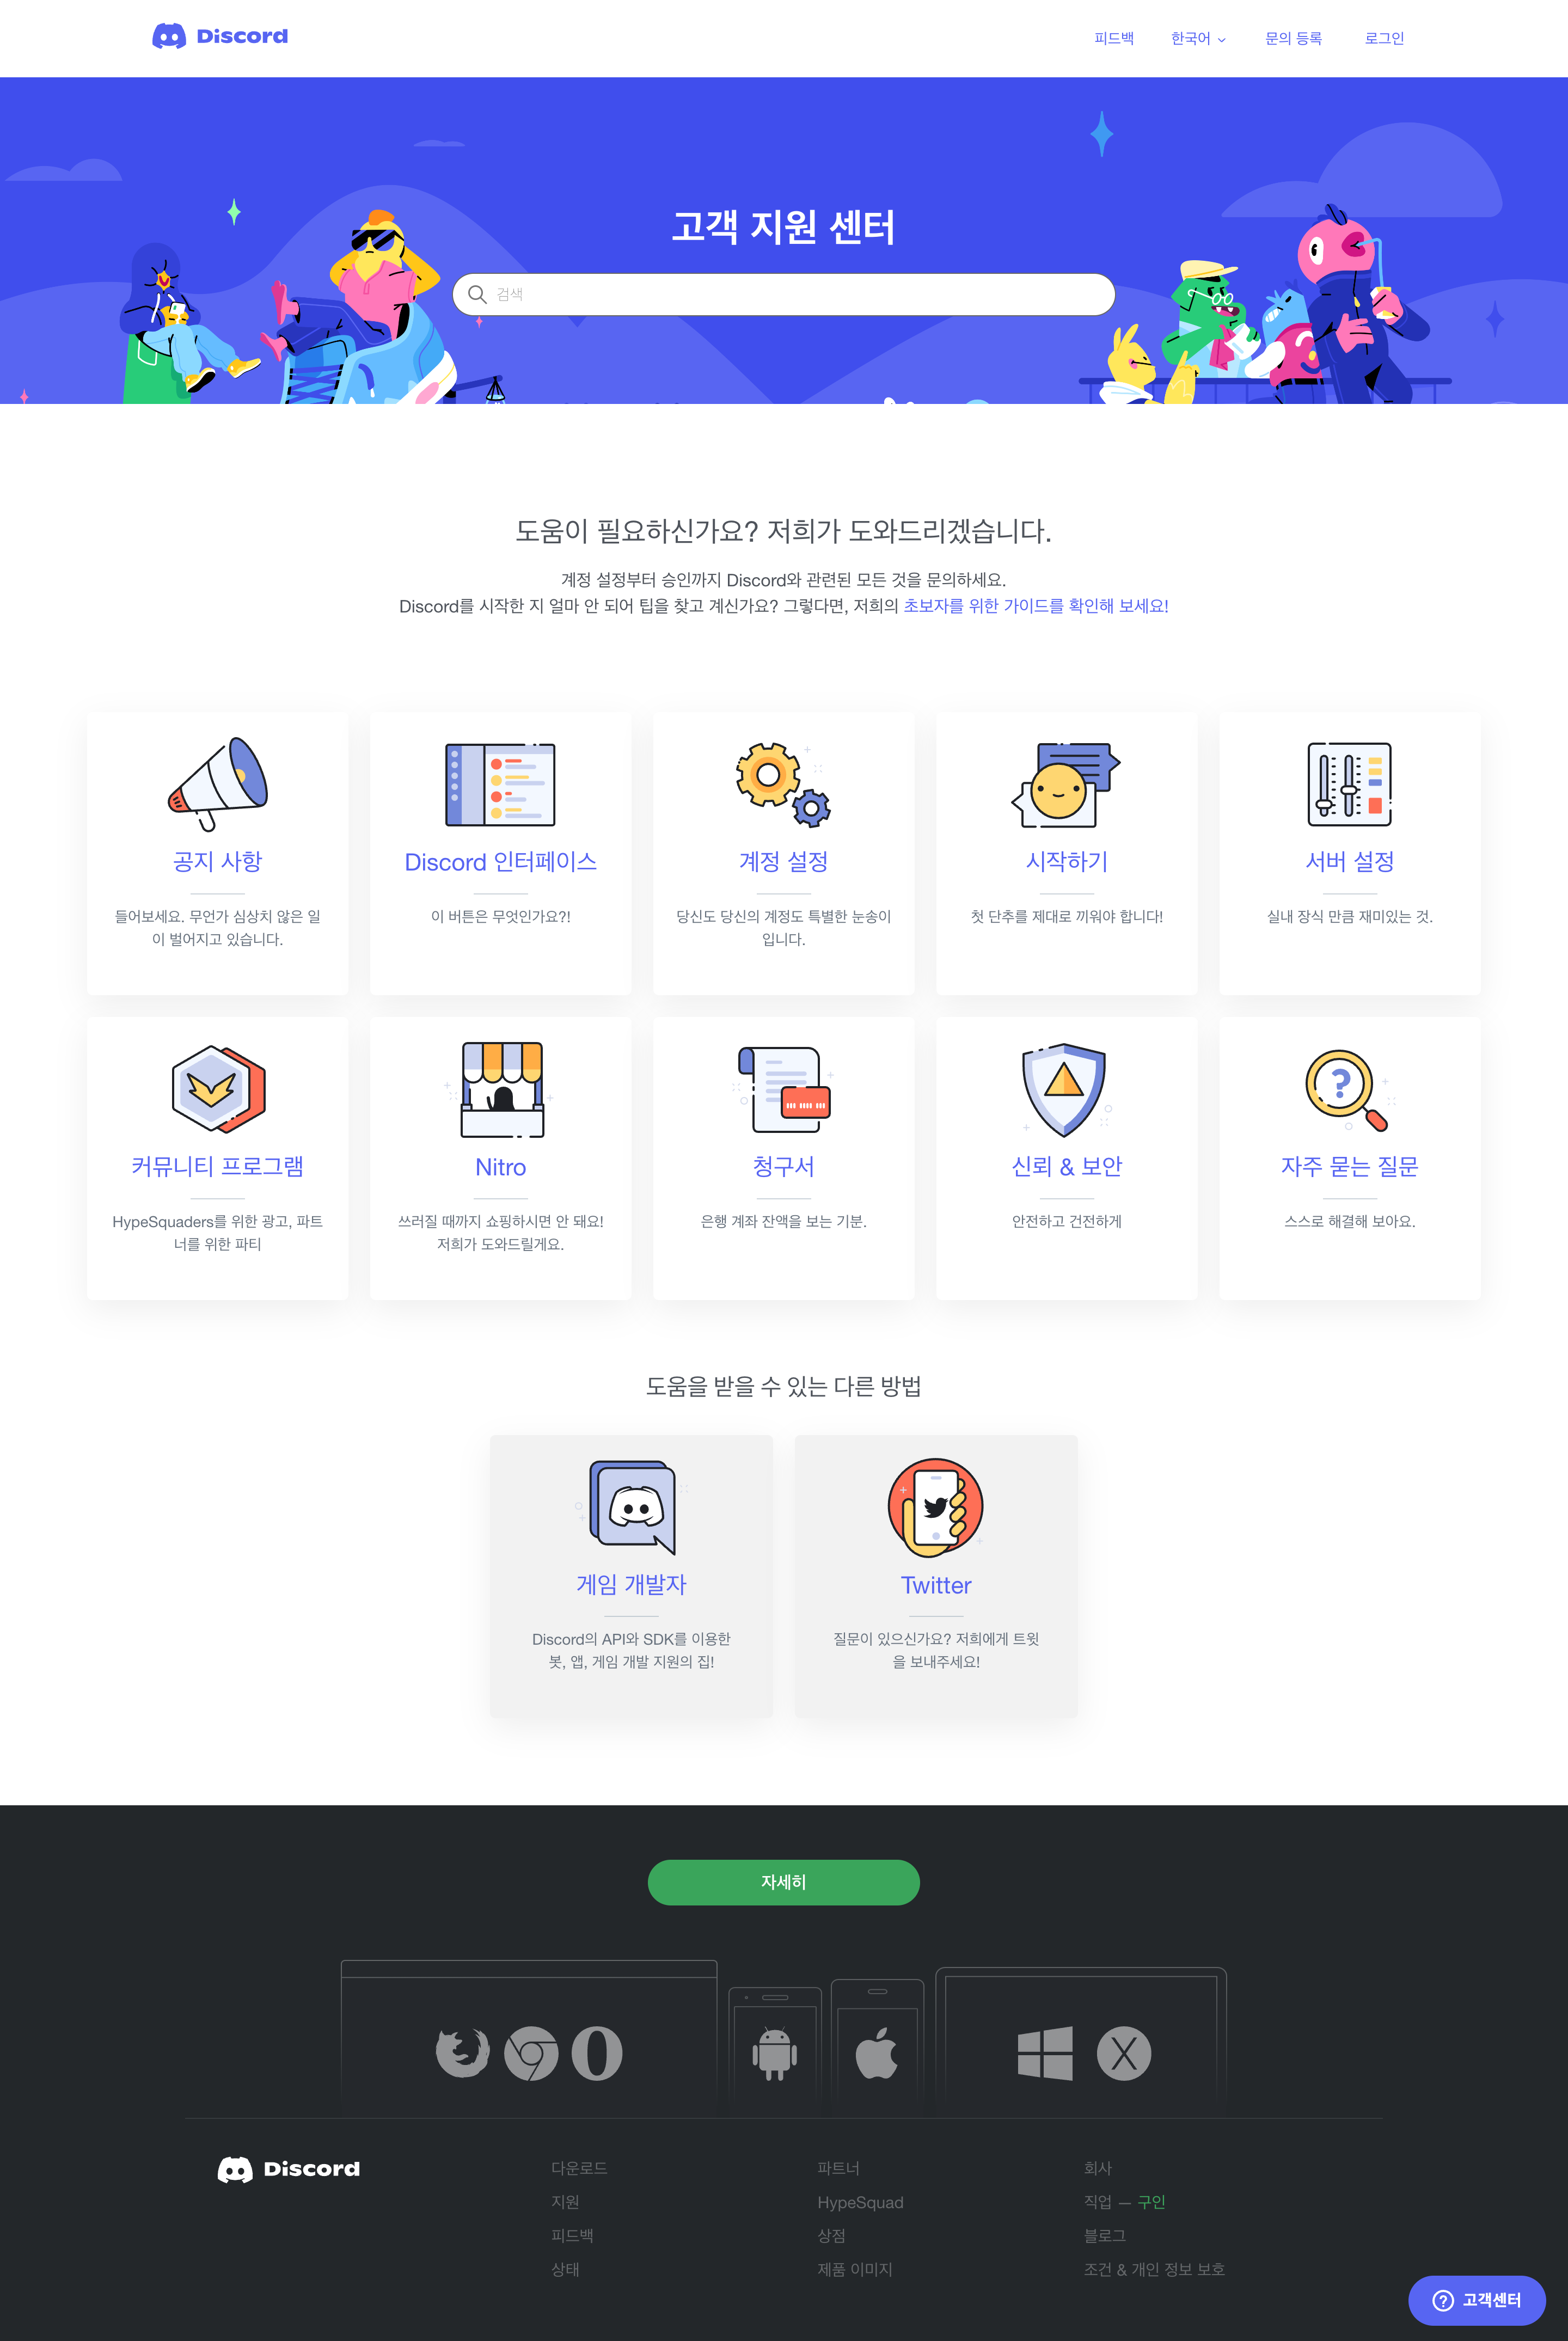 Discord
피드백
한국어
문의 등록
로그인
고객 지원 센터
검색
도움이 필요하신가요? 저희가 도와드리겠습니다.
계정 설정부터 승인까지 Discord와 관련된 모든 것을 문의하세요.
Discord를 시작한 지 얼마 안 되어 팁을 찾고 계신가요? 그렇다면, 저희의 초보자를 위한 가이드를 확인해 보세요!
공지 사항
들어보세요. 무언가 심상치 않은 일
이 벌어지고 있습니다.
Discord 인터페이스
이 버튼은 무엇인가요?!
계정 설정
당신도 당신의 계정도 특별한 눈송이
입니다.
시작하기
첫 단추를 제대로 끼워야 합니다!
서버 설정
실내 장식 만큼 재미있는 것.
커뮤니티 프로그램
HypeSquaders를 위한 광고, 파트
너를 위한 파티
Nitro
쓰러질 때까지 쇼핑하시면 안 돼요!
저희가 도와드릴게요.
청구서
은행 계좌 잔액을 보는 기분.
신뢰 & 보안
안전하고 건전하게
자주 묻는 질문
스스로 해결해 보아요.
도움을 받을 수 있는 다른 방법
게임 개발자
Discord의 API와 SDK를 이용한
봇, 앱, 게임 개발 지원의 집!
Twitter
질문이 있으신가요? 저희에게 트윗
을 보내주세요!
자세히
Discord
다운로드
지원
피드백
상태
파트너
HypeSquad
상점
제품 이미지
회사
직업 — 구인
블로그
조건 & 개인 정보 보호
고객센터